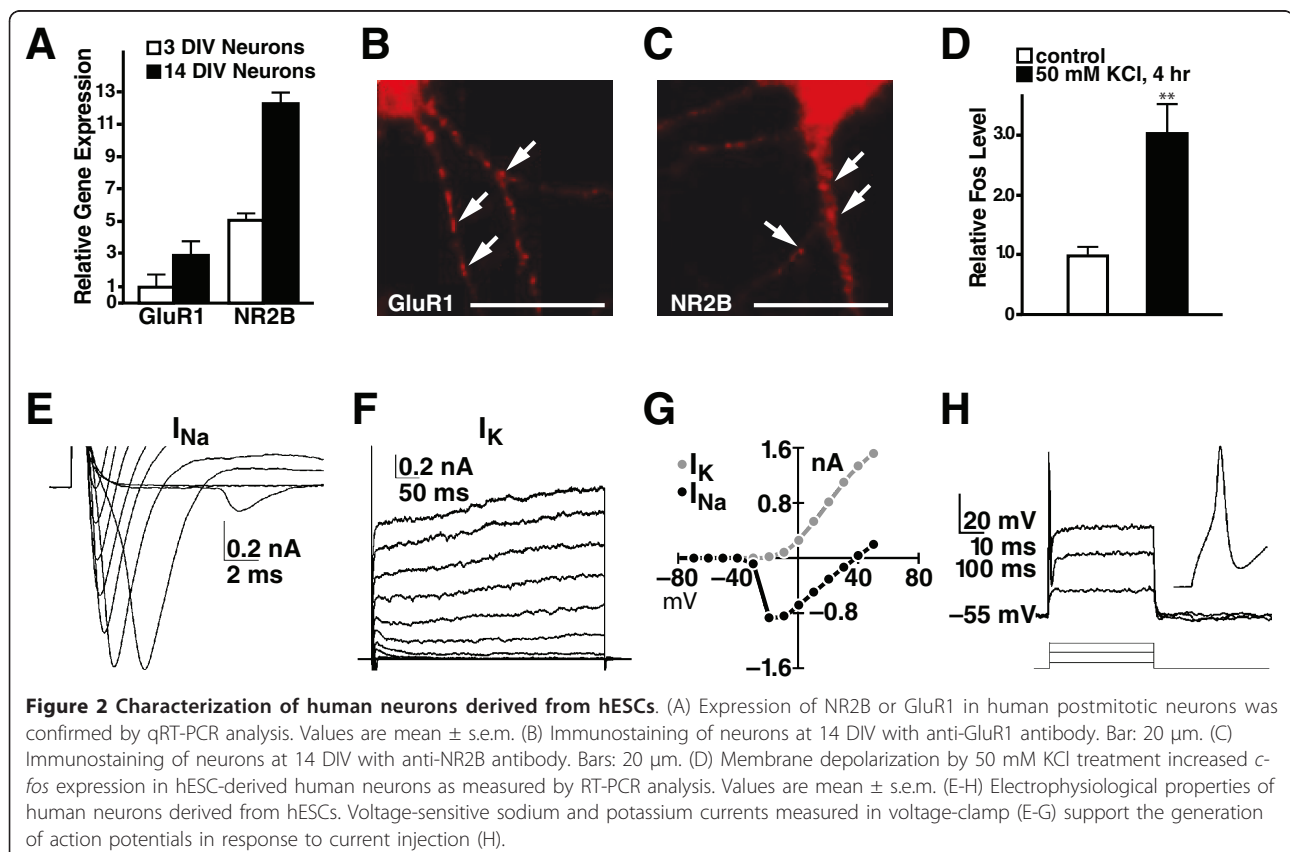 A
3 DIV Neurons
14 DIV Neurons
Relative Gene Expression
13
11
9
7
5
3
1
0
GluR1 NR2B
B
GluR1
C
NR2B
D
control
50 mM KCl, 4 hr
**
Relative Fos Level
3.0
2.0
1.0
0
E
I_Na
0.2 nA
2 ms
F
I_K
0.2 nA
50 ms
G
I_K
I_Na
1.6
nA
0.8
−80 −40 40 80
mV
−0.8
−1.6
H
20 mV
10 ms
100 ms
−55 mV
Figure 2 Characterization of human neurons derived from hESCs. (A) Expression of NR2B or GluR1 in human postmitotic neurons was
confirmed by qRT-PCR analysis. Values are mean ± s.e.m. (B) Immunostaining of neurons at 14 DIV with anti-GluR1 antibody. Bar: 20 μm. (C)
Immunostaining of neurons at 14 DIV with anti-NR2B antibody. Bars: 20 μm. (D) Membrane depolarization by 50 mM KCl treatment increased c-
fos expression in hESC-derived human neurons as measured by RT-PCR analysis. Values are mean ± s.e.m. (E-H) Electrophysiological properties of
human neurons derived from hESCs. Voltage-sensitive sodium and potassium currents measured in voltage-clamp (E-G) support the generation
of action potentials in response to current injection (H).